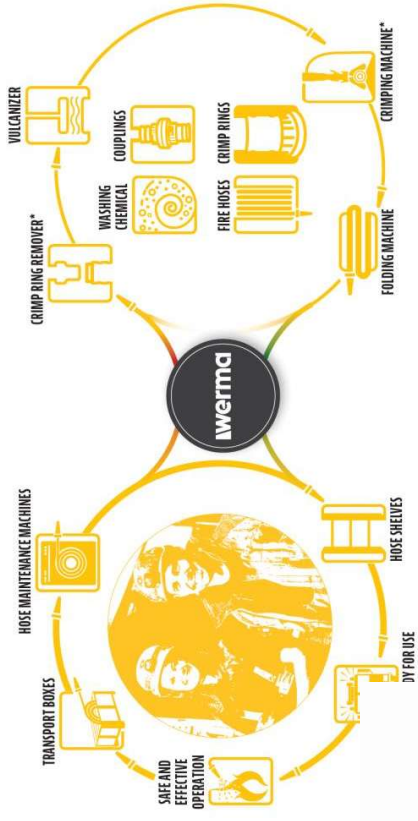 HOSE MAINTENANCE MACHINES
TRANSPORT BOXES
SAFE AND
EFFECTIVE
OPERATION
DY FOR USE
HOSE SHELVES
werma
CRIMP RING REMOVER*
VULCANIZER
WASHING
CHEMICAL
COUPLINGS
FIRE HOSES
CRIMP RINGS
FOLDING MACHINE
CRIMPING MACHINE*